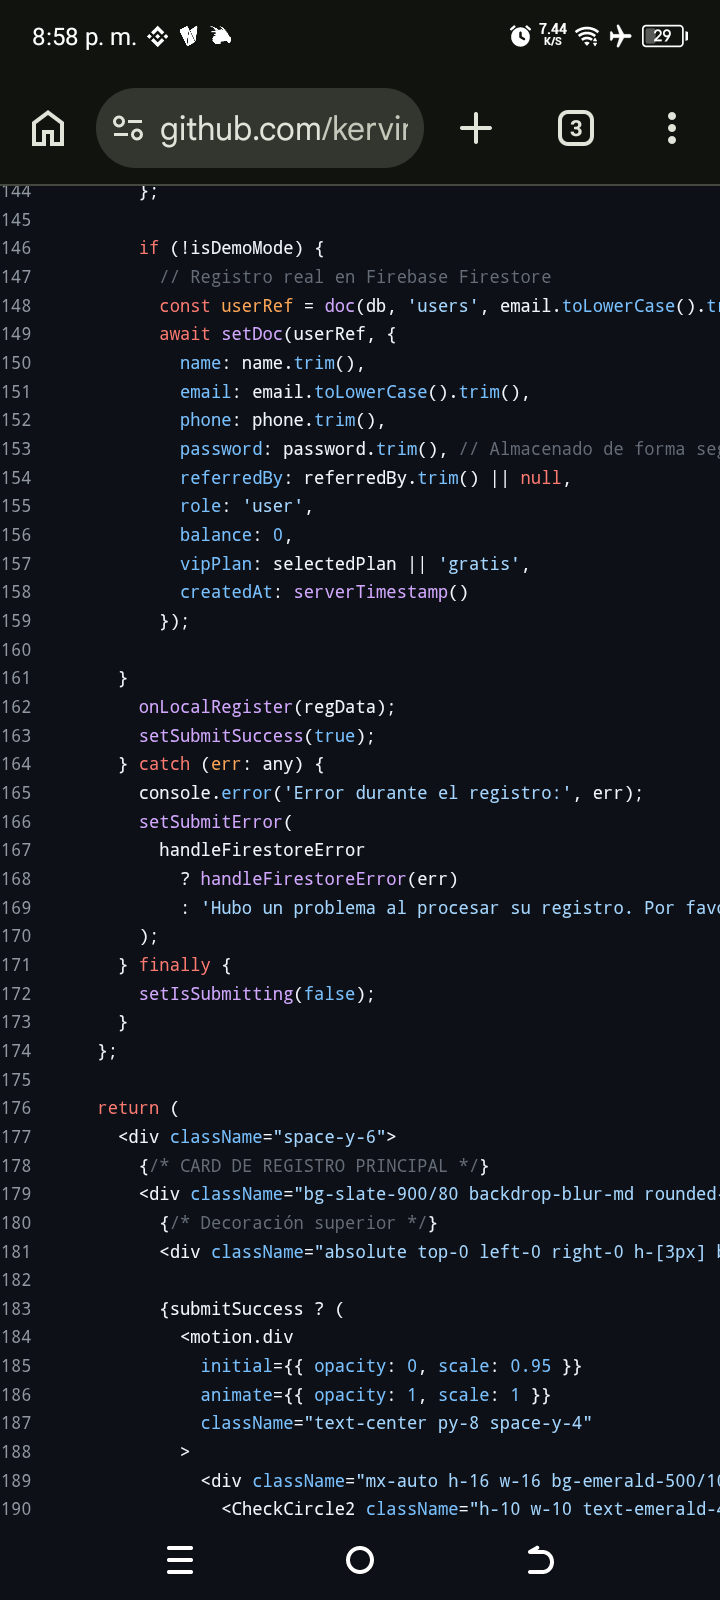 8:58 p. m.
7.44
K/S
29
github.com/kervin
3
144 };
145
146 if (!isDemoMode) {
147 // Registro real en Firebase Firestore
148 const userRef = doc(db, 'users', email.toLowerCase().tr
149 await setDoc(userRef, {
150 name: name.trim(),
151 email: email.toLowerCase().trim(),
152 phone: phone.trim(),
153 password: password.trim(), // Almacenado de forma seg
154 referredBy: referredBy.trim() || null,
155 role: 'user',
156 balance: 0,
157 vipPlan: selectedPlan || 'gratis',
158 createdAt: serverTimestamp()
159 });
160
161 }
162 onLocalRegister(regData);
163 setSubmitSuccess(true);
164 } catch (err: any) {
165 console.error('Error durante el registro:', err);
166 setSubmitError(
167 handleFirestoreError
168 ? handleFirestoreError(err)
169 : 'Hubo un problema al procesar su registro. Por favo
170 );
171 } finally {
172 setIsSubmitting(false);
173 }
174 };
175
176 return (
177 <div className="space-y-6">
178 {/* CARD DE REGISTRO PRINCIPAL */}
179 <div className="bg-slate-900/80 backdrop-blur-md rounded-
180 {/* Decoración superior */}
181 <div className="absolute top-0 left-0 right-0 h-[3px] b
182
183 {submitSuccess ? (
184 <motion.div
185 initial={{ opacity: 0, scale: 0.95 }}
186 animate={{ opacity: 1, scale: 1 }}
187 className="text-center py-8 space-y-4"
188 >
189 <div className="mx-auto h-16 w-16 bg-emerald-500/10
190 <CheckCircle2 className="h-10 w-10 text-emerald-4